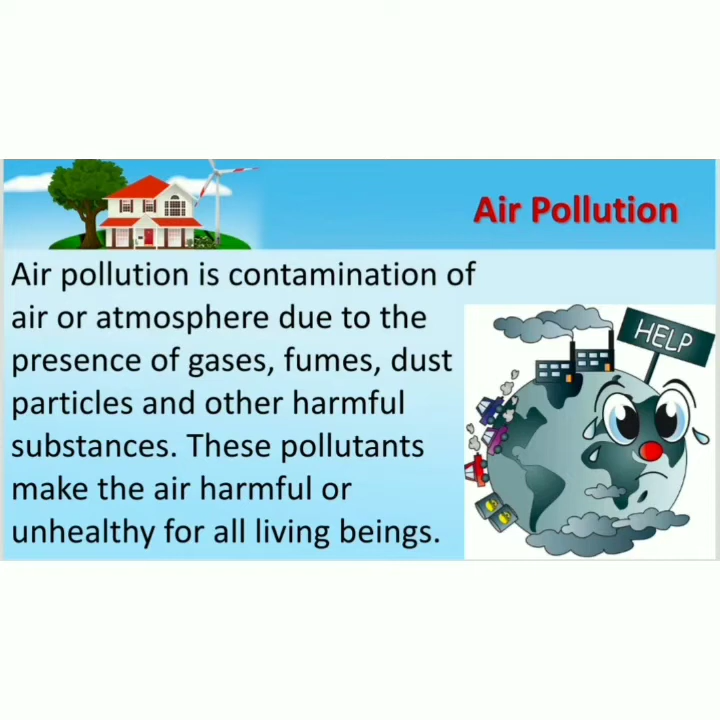 Air Pollution
Air pollution is contamination of
air or atmosphere due to the
presence of gases, fumes, dust
particles and other harmful
substances. These pollutants
make the air harmful or
unhealthy for all living beings.
HELP